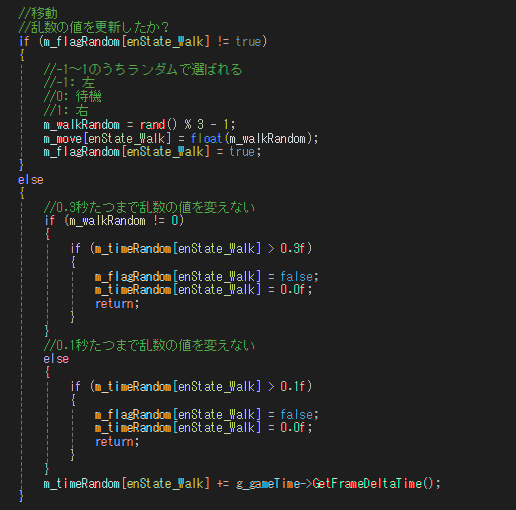 //移動
//乱数の値を更新したか？
if (m_flagRandom[enState_Walk] != true)
{
//-1～1のうちランダムで選ばれる
//-1: 左
//0: 待機
//1: 右
m_walkRandom = rand() % 3 - 1;
m_move[enState_Walk] = float(m_walkRandom);
m_flagRandom[enState_Walk] = true;
}
else
{
//0.3秒たつまで乱数の値を変えない
if (m_walkRandom != 0)
{
if (m_timeRandom[enState_Walk] > 0.3f)
{
m_flagRandom[enState_Walk] = false;
m_timeRandom[enState_Walk] = 0.0f;
return;
}
}
//0.1秒たつまで乱数の値を変えない
else
{
if (m_timeRandom[enState_Walk] > 0.1f)
{
m_flagRandom[enState_Walk] = false;
m_timeRandom[enState_Walk] = 0.0f;
return;
}
}
m_timeRandom[enState_Walk] += g_gameTime->GetFrameDeltaTime();
}